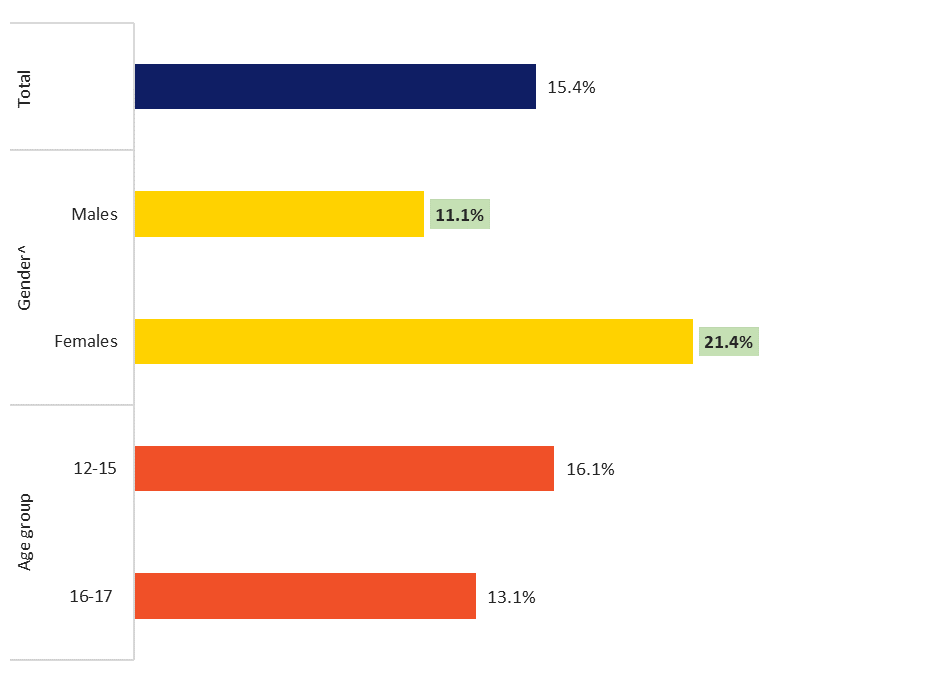 Total
15.4%
Gender^
Males
11.1%
Females
21.4%
Age group
12-15
16.1%
16-17
13.1%